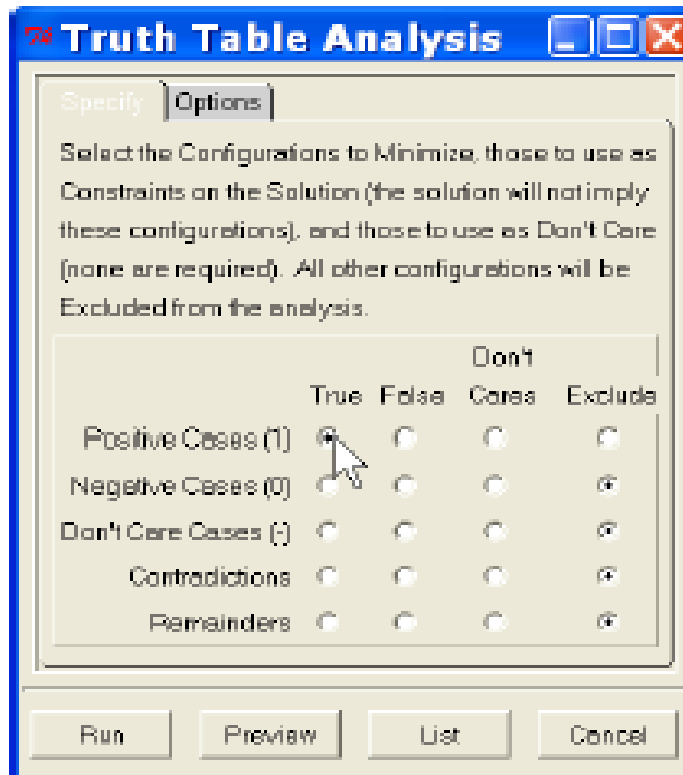 Truth Table Analysis
Specify Options
Select the Configurations to Minimize, those to use as
Constraints on the Solution (the solution will not imply
these configurations), and those to use as Don't Care
(none are required). All other configurations will be
Excluded from the analysis.
Don't
True False Cares Exclude
Positive Cases (1)
Negative Cases (0)
Don't Care Cases (-)
Contradictions
Remainders
Run Preview List Cancel